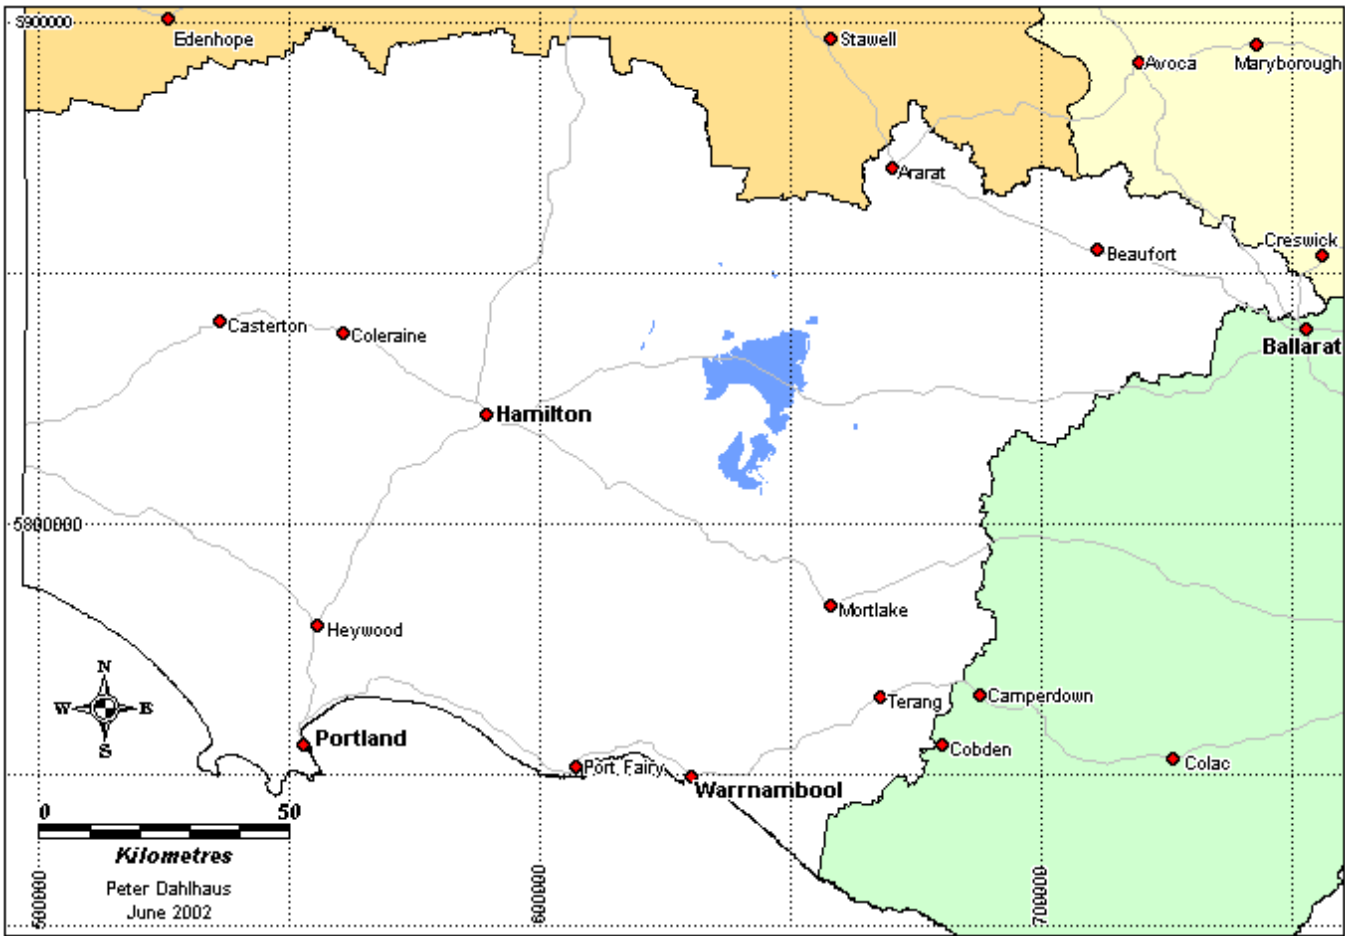 5900000
Edenhope
Stawell
Avoca
Maryborough
Ararat
Creswick
Beaufort
Casterton
Coleraine
Ballarat
Hamilton
5800000
Mortlake
Heywood
N
W E
S
Terang
Camperdown
Portland
Cobden
Port Fairy
Colac
Warrnambool
0 50
Kilometres
Peter Dahlhaus
June 2002
500000
600000
700000